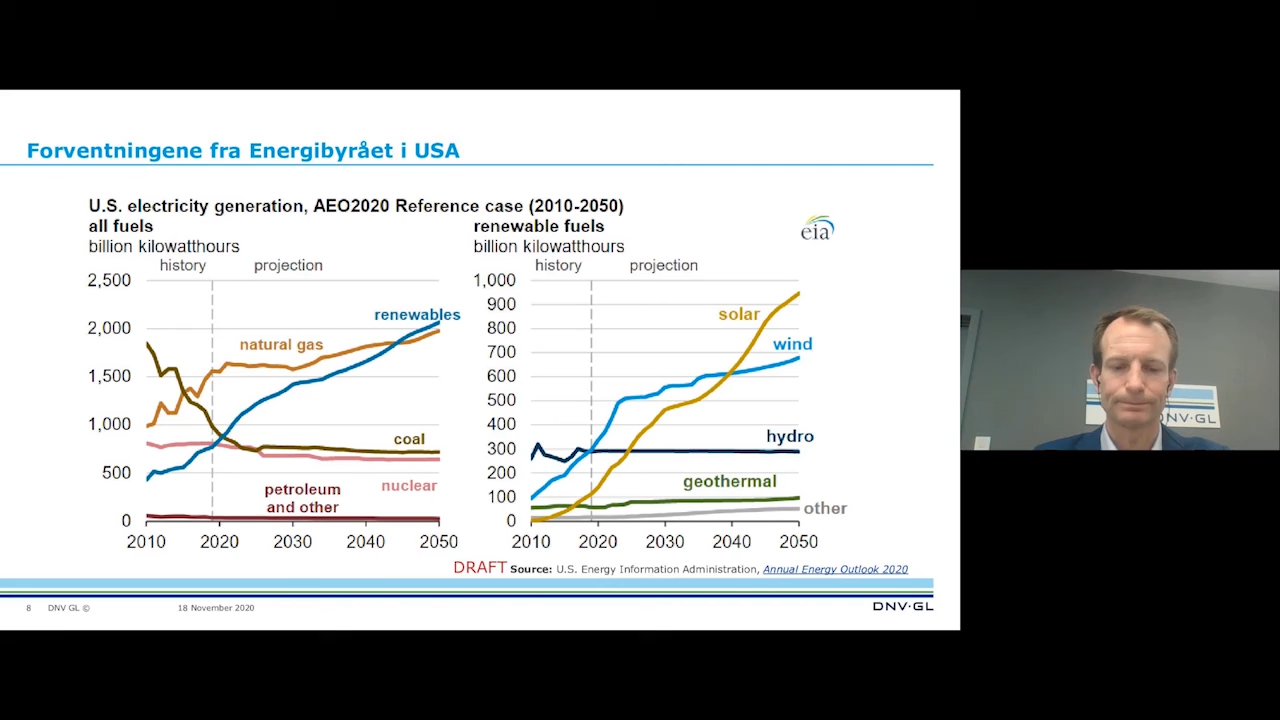 Forventningene fra Energibyrået i USA
U.S. electricity generation, AEO2020 Reference case (2010-2050)
all fuels
billion kilowatthours
history projection
2,500
2,000
1,500
1,000
500
0
renewables
natural gas
coal
nuclear
petroleum
and other
2010 2020 2030 2040 2050
renewable fuels
billion kilowatthours
history projection
1,000
900
800
700
600
500
400
300
200
100
0
solar
wind
hydro
geothermal
other
2010 2020 2030 2040 2050
eia
DRAFT Source: U.S. Energy Information Administration, Annual Energy Outlook 2020
8 DNV GL © 18 November 2020
DNV·GL
DNV·GL